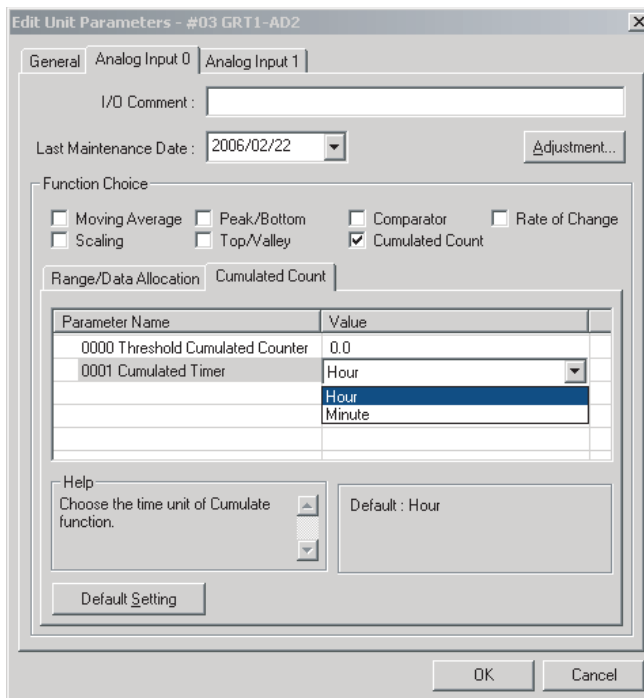 Edit Unit Parameters - #03 GRT1-AD2
General Analog Input 0 Analog Input 1
I/O Comment :
Last Maintenance Date : 2006/02/22 Adjustment...
Function Choice
Moving Average Peak/Bottom Comparator Rate of Change
Scaling Top/Valley Cumulated Count
Range/Data Allocation Cumulated Count
Parameter Name Value
0000 Threshold Cumulated Counter 0.0
0001 Cumulated Timer Hour
Hour
Minute
Help
Choose the time unit of Cumulate
function.
Default : Hour
Default Setting
OK Cancel